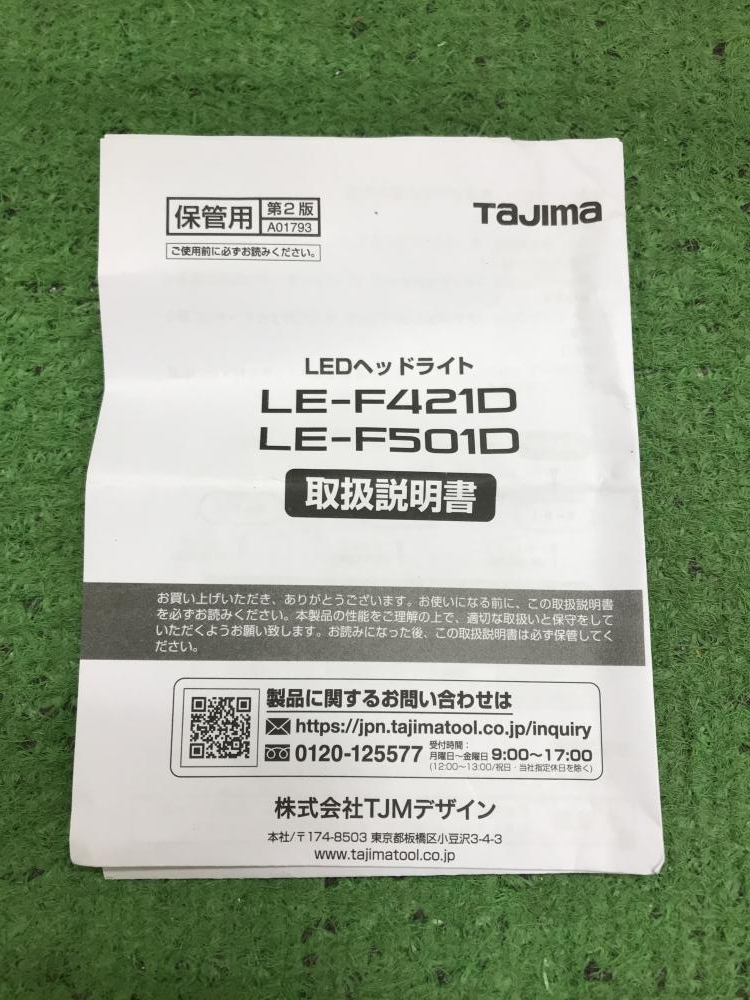 保管用 第2版
A01793
TaJIma
ご使用前に必ずお読みください。
LEDヘッドライト
LE-F421D
LE-F501D
取扱説明書
お買い上げいただき、ありがとうございます。お使いになる前に、この取扱説明書
を必ずお読みください。本製品の性能をご理解の上で、適切な取扱いと保守をして
いただくようお願い致します。お読みになった後、この取扱説明書は必ず保管してく
ださい。
製品に関するお問い合わせは
https://jpn.tajimatool.co.jp/inquiry
0120-125577 受付時間:
月曜日~金曜日 9:00~17:00
(12:00~13:00/祝日・当社指定休日を除く)
株式会社TJMデザイン
本社/〒174-8503 東京都板橋区小豆沢3-4-3
www.tajimatool.co.jp